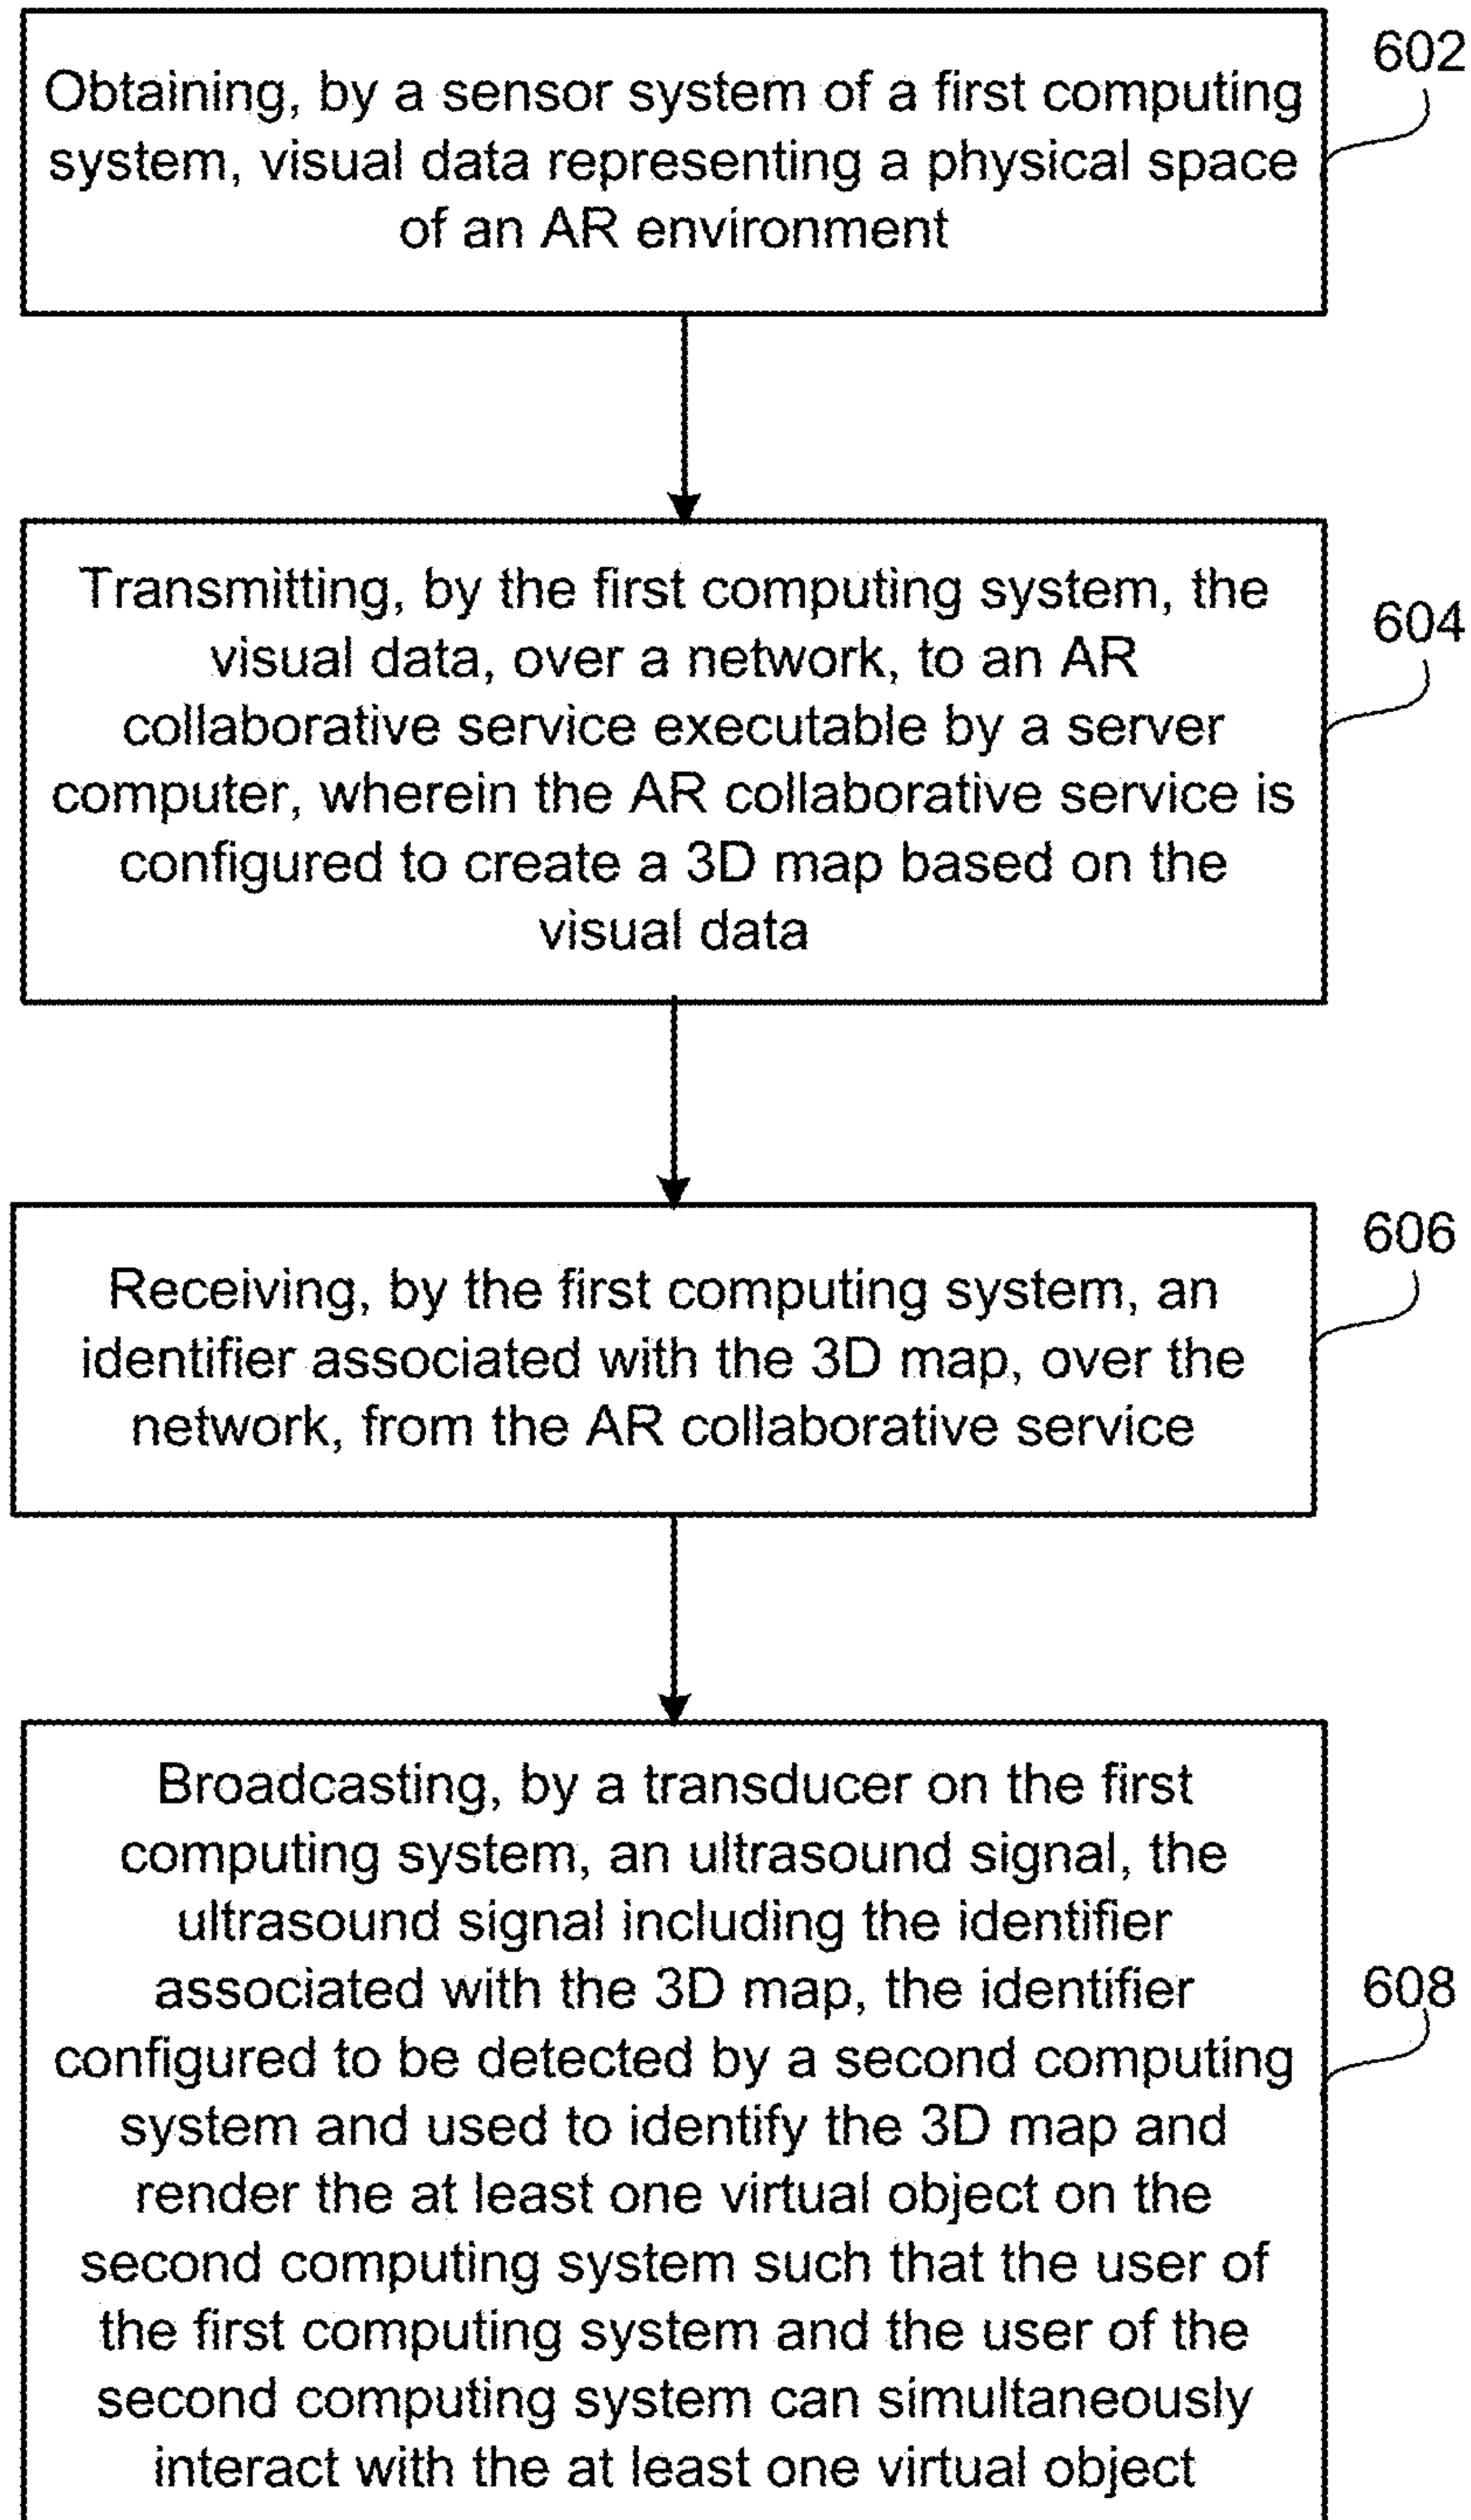 602
Obtaining, by a sensor system of a first computing
system, visual data representing a physical space
of an AR environment
604
Transmitting, by the first computing system, the
visual data, over a network, to an AR
collaborative service executable by a server
computer, wherein the AR collaborative service is
configured to create a 3D map based on the
visual data
606
Receiving, by the first computing system, an
identifier associated with the 3D map, over the
network, from the AR collaborative service
608
Broadcasting, by a transducer on the first
computing system, an ultrasound signal, the
ultrasound signal including the identifier
associated with the 3D map, the identifier
configured to be detected by a second computing
system and used to identify the 3D map and
render the at least one virtual object on the
second computing system such that the user of
the first computing system and the user of the
second computing system can simultaneously
interact with the at least one virtual object